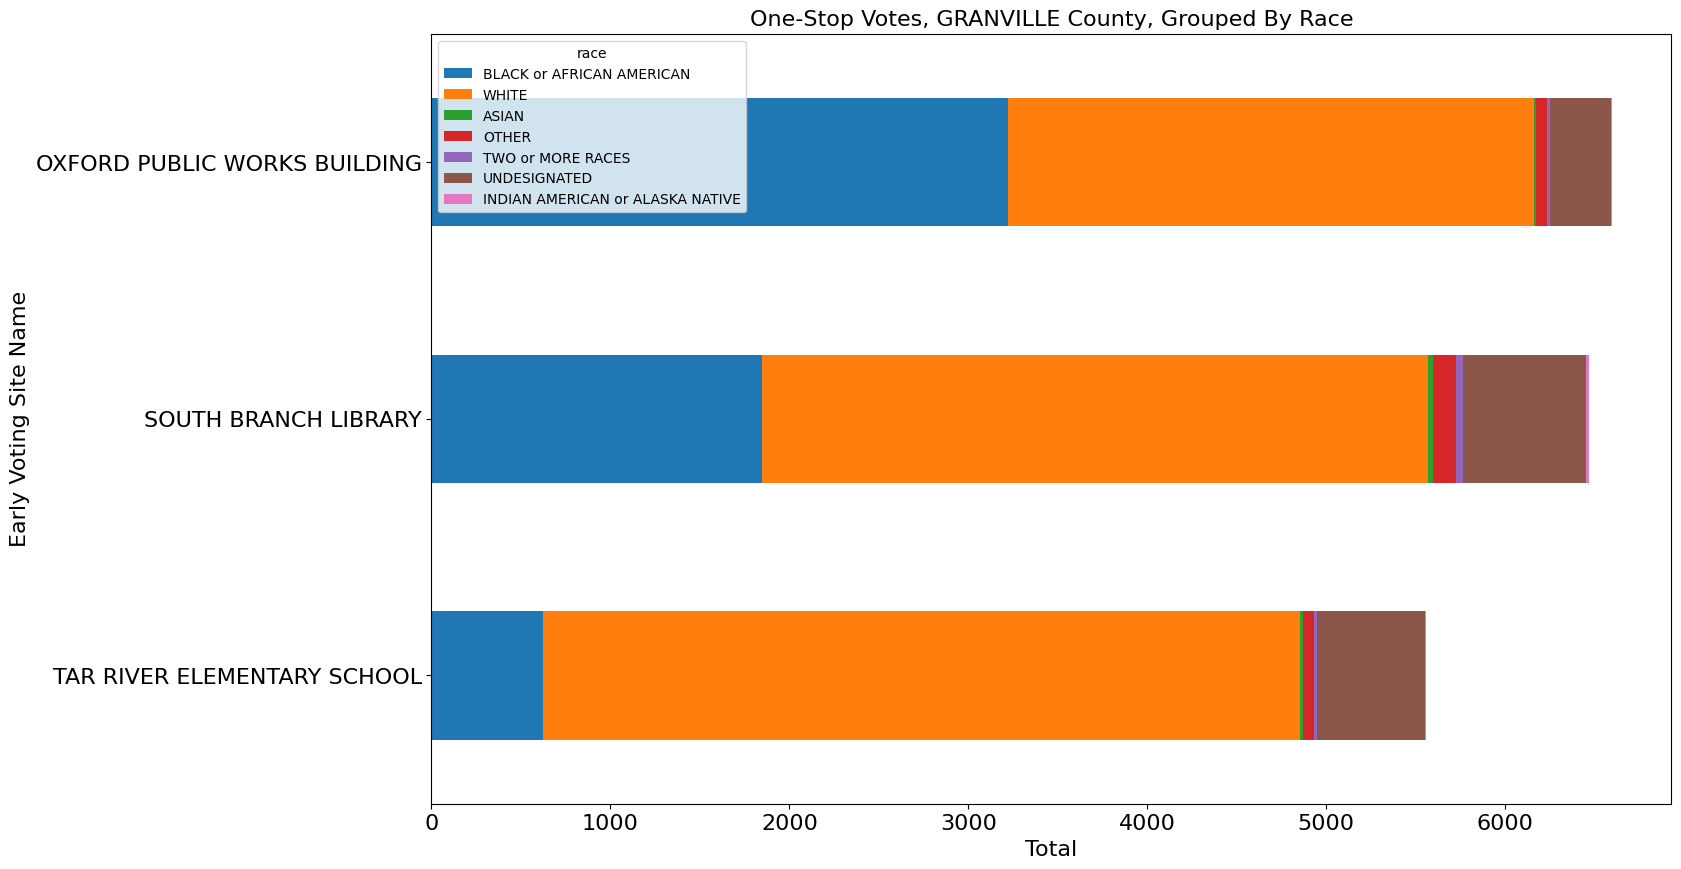 One-Stop Votes, GRANVILLE County, Grouped By Race
race
BLACK or AFRICAN AMERICAN
WHITE
ASIAN
OTHER
TWO or MORE RACES
UNDESIGNATED
INDIAN AMERICAN or ALASKA NATIVE
Early Voting Site Name
OXFORD PUBLIC WORKS BUILDING
SOUTH BRANCH LIBRARY
TAR RIVER ELEMENTARY SCHOOL
0 1000 2000 3000 4000 5000 6000
Total